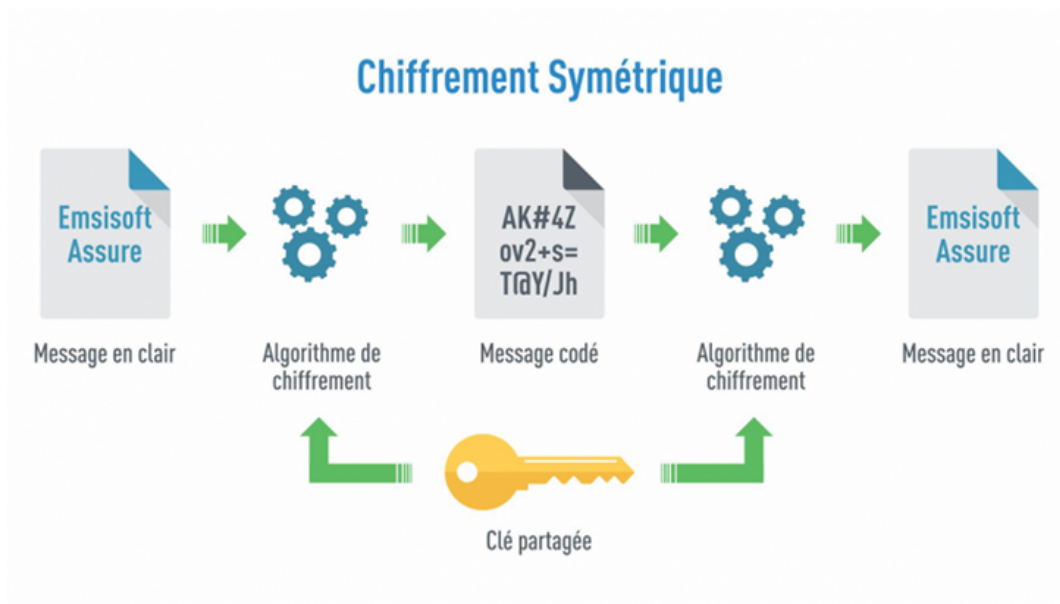 Chiffrement Symétrique
Emsisoft
Assure
AK#4Z
ov2+s=
T@Y/Jh
Emsisoft
Assure
Message en clair
Algorithme de
chiffrement
Message codé
Algorithme de
chiffrement
Message en clair
Clé partagée